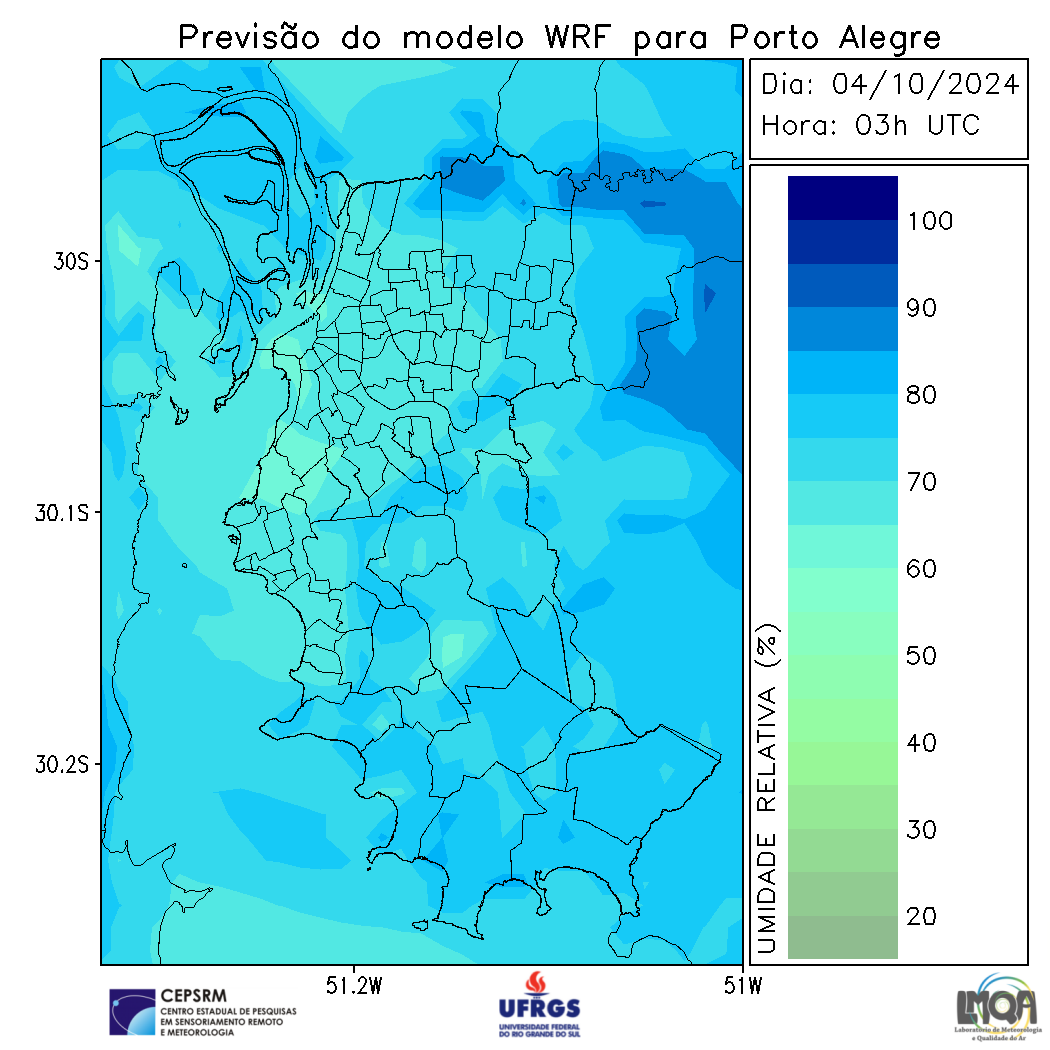 Previsão do modelo WRF para Porto Alegre
Dia: 04/10/2024
Hora: 03h UTC
30S
30.1S
30.2S
51.2W
51W
UMIDADE RELATIVA (%)
100
90
80
70
60
50
40
30
20
CEPSRM
CENTRO ESTADUAL DE PESQUISAS
EM SENSORIAMENTO REMOTO
E METEOROLOGIA
UFRGS
UNIVERSIDADE FEDERAL
DO RIO GRANDE DO SUL
LMQA
Laboratório de Meteorologia
e Qualidade do Ar